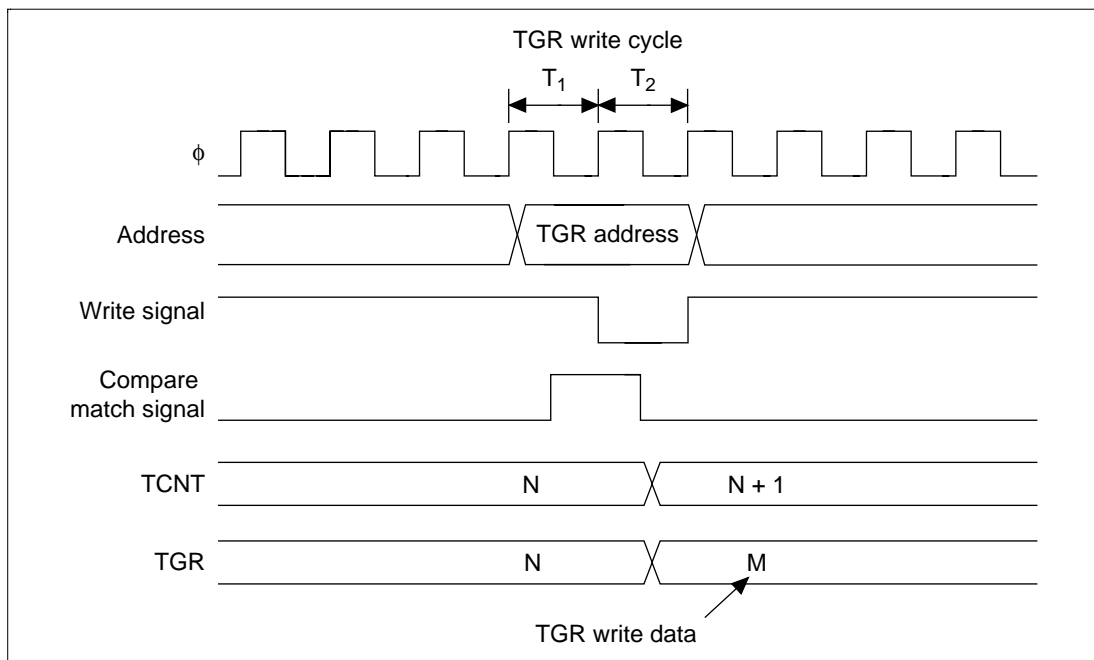 TGR write cycle
T1 T2
ϕ
Address
TGR address
Write signal
Compare
match signal
TCNT
N
N + 1
TGR
N
M
TGR write data